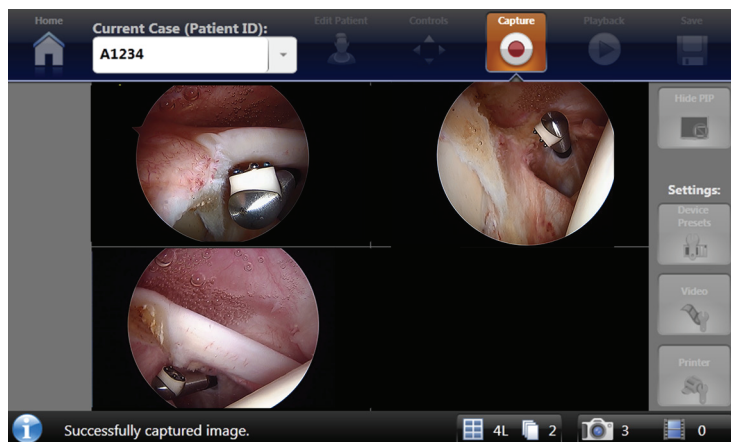 Home
Current Case (Patient ID):
Edit Patient
Controls
Capture
Playback
Save
A1234
Hide PIP
Settings:
Device
Presets
Video
Printer
Successfully captured image.
4L
2
3
0